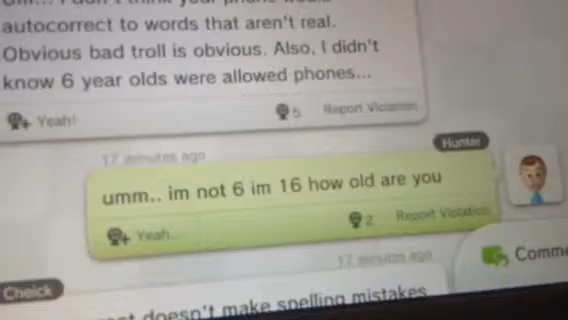 autocorrect to words that aren't real.
Obvious bad troll is obvious. Also, I didn't
know 6 year olds were allowed phones...
Yeah! 5 Report Violation
17 minutes ago
Hunter
umm.. im not 6 im 16 how old are you
Yeah... 2 Report Violation
17 minutes ago
Comme
Cheick
doesn't make spelling mistakes